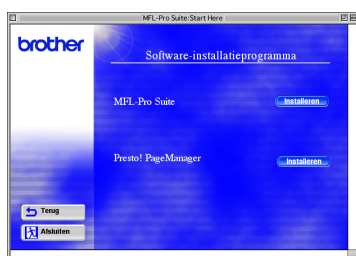 MFL-Pro Suite:Start Here
brother
Software-installatieprogramma
MFL-Pro Suite
Installeren
Presto! PageManager
Installeren
Terug
Afsluiten